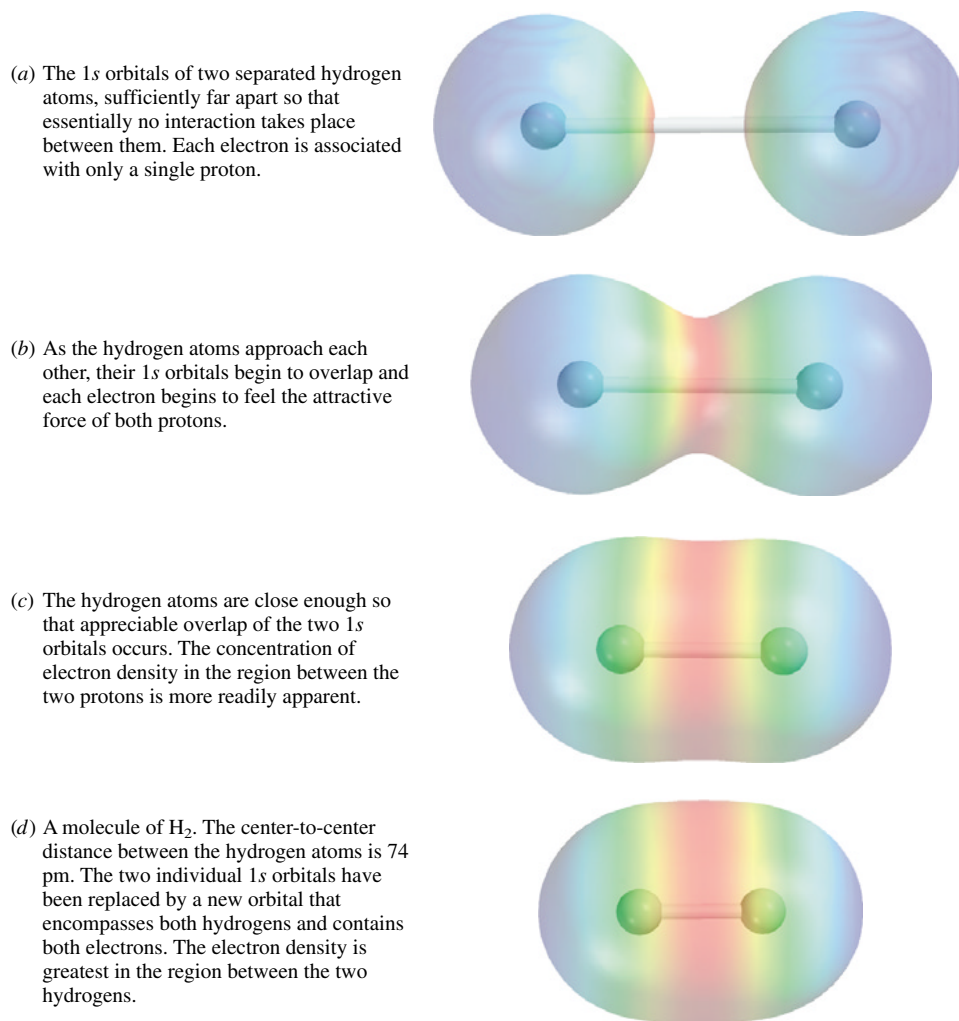 (a) The 1s orbitals of two separated hydrogen
atoms, sufficiently far apart so that
essentially no interaction takes place
between them. Each electron is associated
with only a single proton.
(b) As the hydrogen atoms approach each
other, their 1s orbitals begin to overlap and
each electron begins to feel the attractive
force of both protons.
(c) The hydrogen atoms are close enough so
that appreciable overlap of the two 1s
orbitals occurs. The concentration of
electron density in the region between the
two protons is more readily apparent.
(d) A molecule of H₂. The center-to-center
distance between the hydrogen atoms is 74
pm. The two individual 1s orbitals have
been replaced by a new orbital that
encompasses both hydrogens and contains
both electrons. The electron density is
greatest in the region between the two
hydrogens.